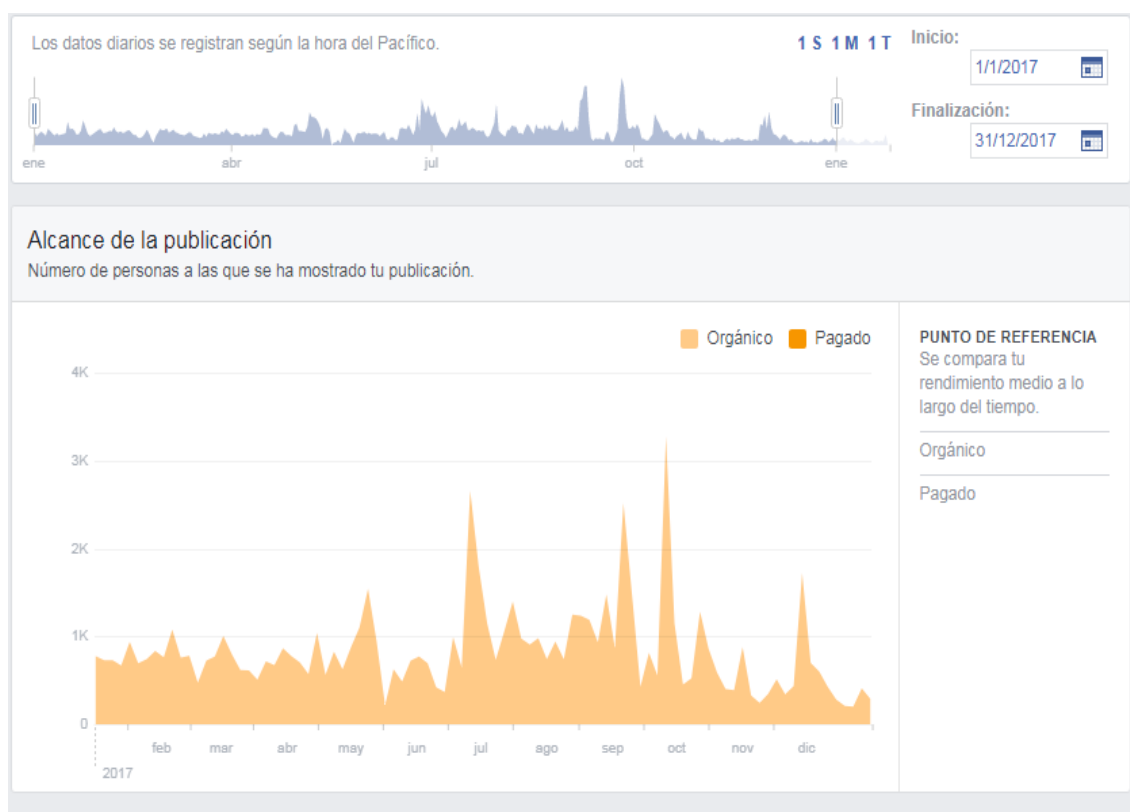 Los datos diarios se registran según la hora del Pacífico.
1 S 1 M 1 T
Inicio:
1/1/2017
Finalización:
31/12/2017
ene abr jul oct ene
Alcance de la publicación
Número de personas a las que se ha mostrado tu publicación.
Orgánico Pagado
4K
3K
2K
1K
0
feb mar abr may jun jul ago sep oct nov dic
2017
PUNTO DE REFERENCIA
Se compara tu
rendimiento medio a lo
largo del tiempo.
Orgánico
Pagado